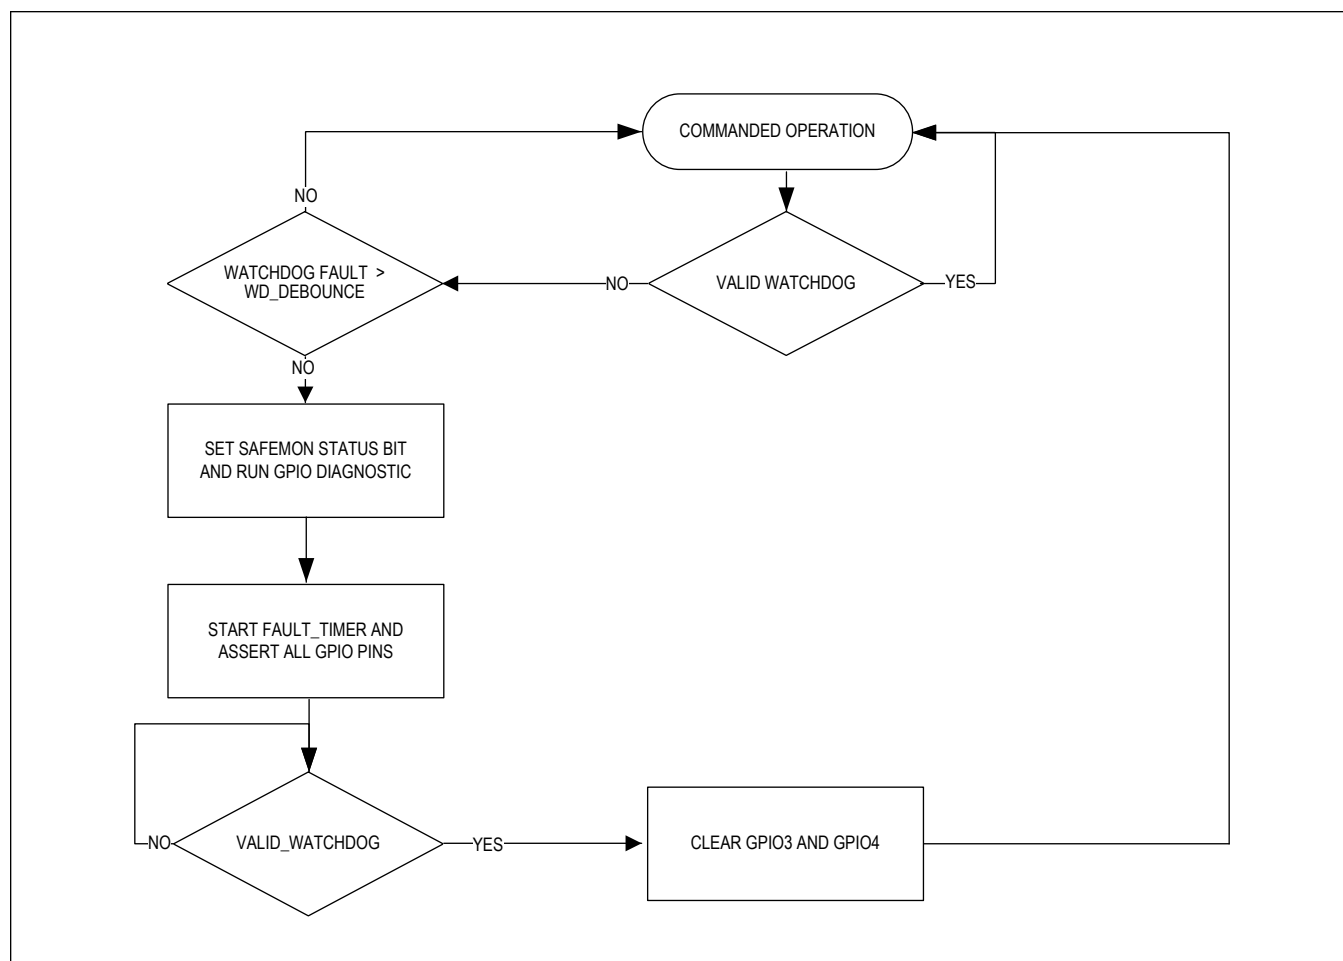 COMMANDED OPERATION
NO
WATCHDOG FAULT >
WD_DEBOUNCE
NO
VALID WATCHDOG
YES
NO
SET SAFEMON STATUS BIT
AND RUN GPIO DIAGNOSTIC
START FAULT_TIMER AND
ASSERT ALL GPIO PINS
NO
VALID_WATCHDOG
YES
CLEAR GPIO3 AND GPIO4